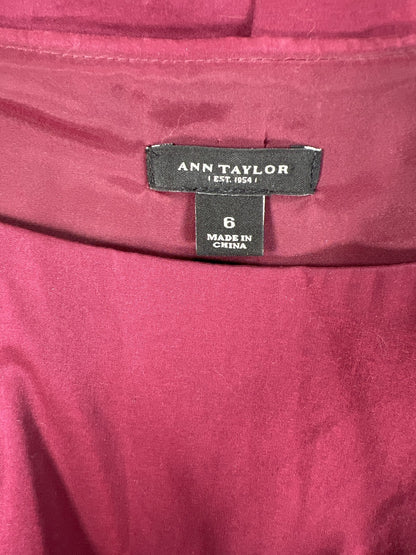 ANN TAYLOR
| EST. 1954 |
6
MADE IN
CHINA